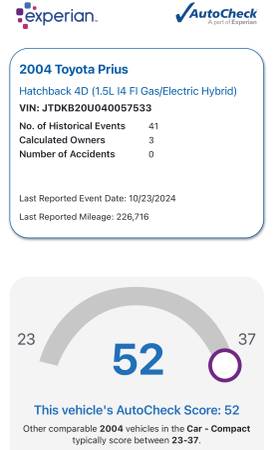 experian.
AutoCheck
A part of Experian
2004 Toyota Prius
Hatchback 4D (1.5L I4 FI Gas/Electric Hybrid)
VIN: JTDKB20U040057533
No. of Historical Events 41
Calculated Owners 3
Number of Accidents 0
Last Reported Event Date: 10/23/2024
Last Reported Mileage: 226,716
23
37
52
This vehicle's AutoCheck Score: 52
Other comparable 2004 vehicles in the Car - Compact
typically score between 23-37.